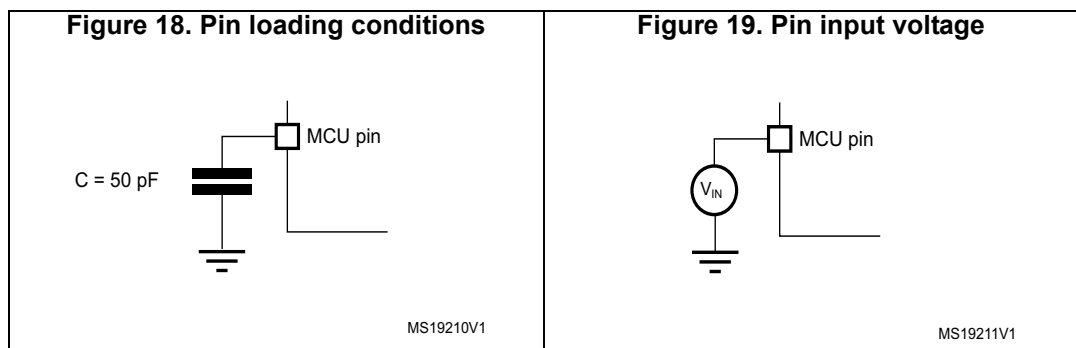 Figure 18. Pin loading conditions
MCU pin
C = 50 pF
MS19210V1
Figure 19. Pin input voltage
MCU pin
VIN
MS19211V1